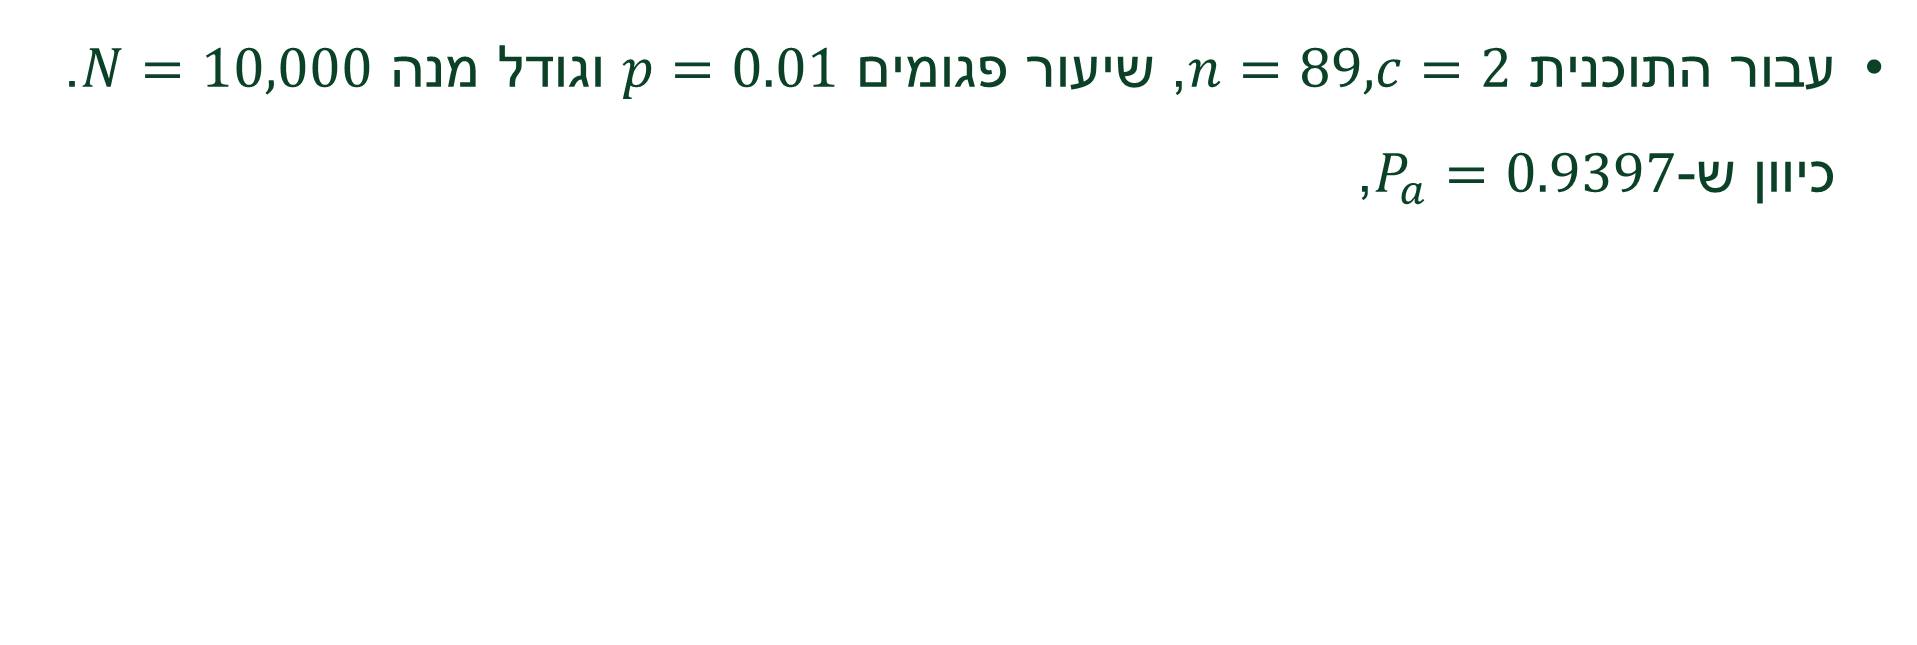 • עבור התוכנית n = 89,c = 2, שיעור פגומים p = 0.01 וגודל מנה N = 10,000.
כיוון ש-P_a = 0.9397,